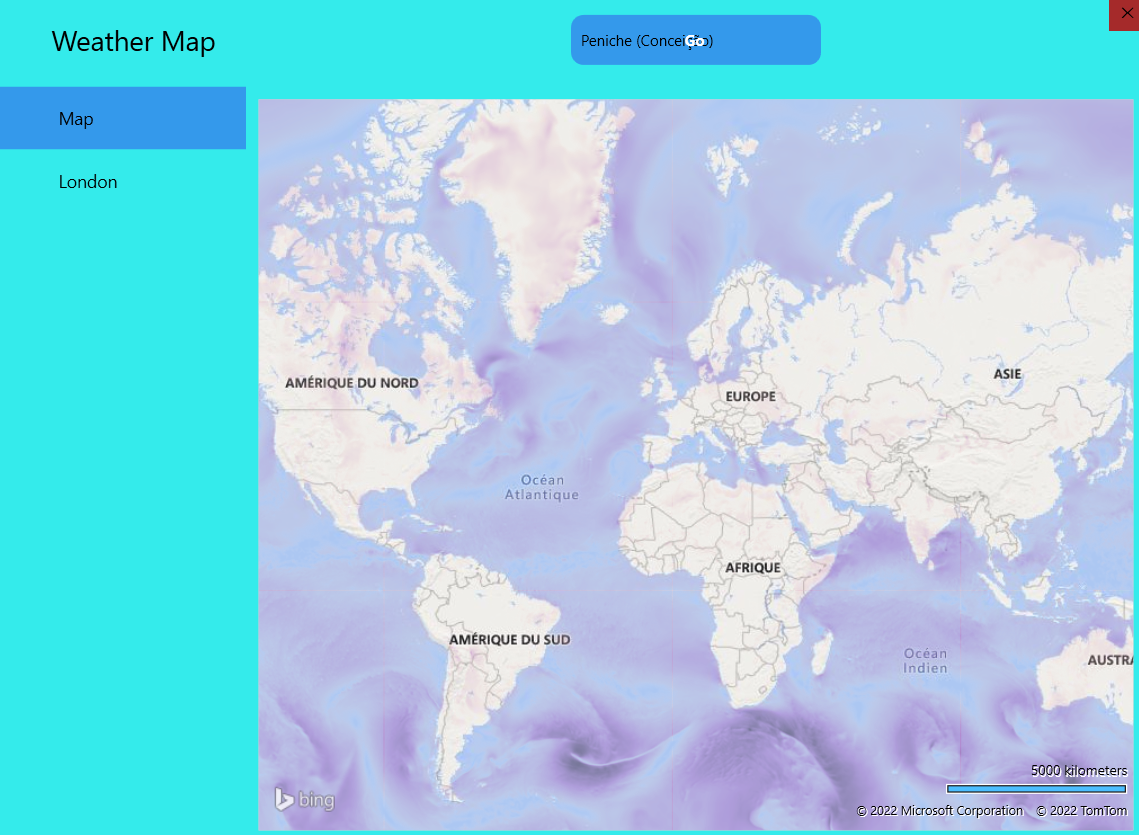 Weather Map
Peniche (Conceição)
Go
Map
London
AMÉRIQUE DU NORD
EUROPE
ASIE
Océan
Atlantique
AFRIQUE
AMÉRIQUE DU SUD
Océan
Indien
AUSTRA
5000 kilometers
bing
© 2022 Microsoft Corporation © 2022 TomTom